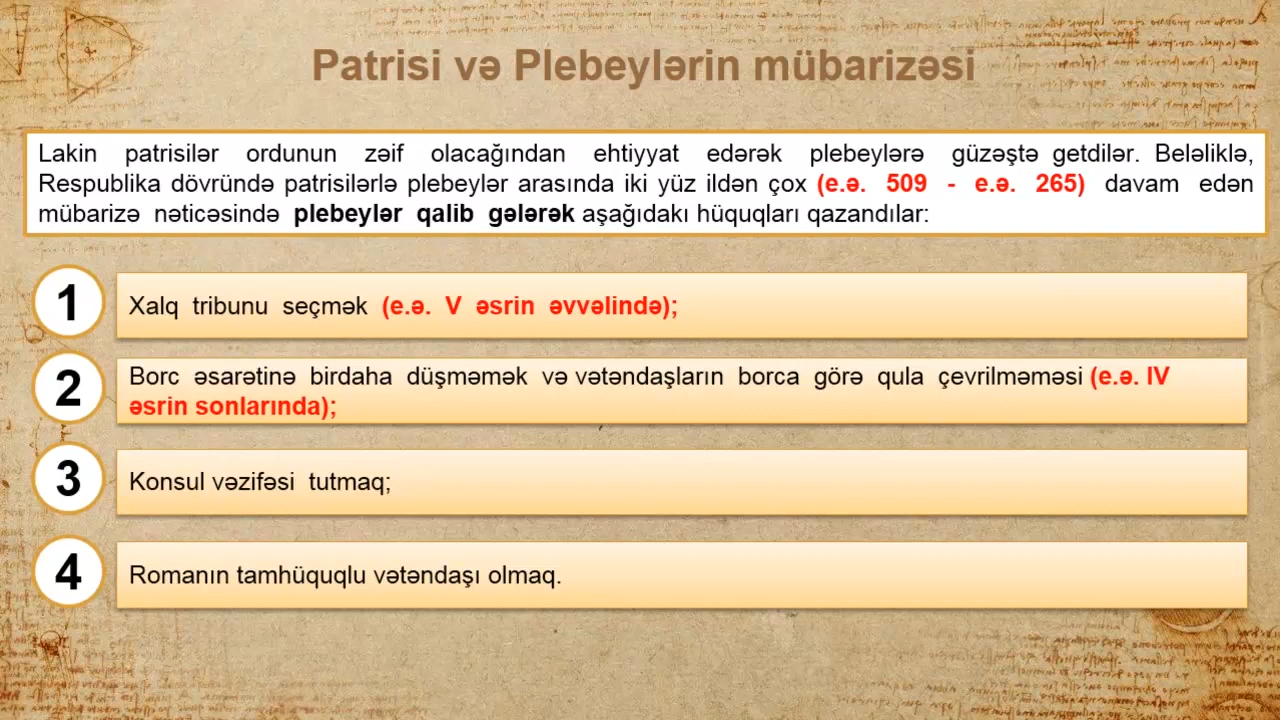 Patrisi və Plebeylərin mübarizəsi
Lakin patrisilər ordunun zəif olacağından ehtiyyat edərək plebeylərə güzəştə getdilər. Beləliklə,
Respublika dövründə patrisilərlə plebeylər arasında iki yüz ildən çox (e.ə. 509 - e.ə. 265) davam edən
mübarizə nəticəsində plebeylər qalib gələrək aşağıdakı hüquqları qazandılar:
1
Xalq tribunu seçmək (e.ə. V əsrin əvvəlində);
2
Borc əsarətinə birdaha düşməmək və vətəndaşların borca görə qula çevrilməməsi (e.ə. IV
əsrin sonlarında);
3
Konsul vəzifəsi tutmaq;
4
Romanın tamhüquqlu vətəndaşı olmaq.